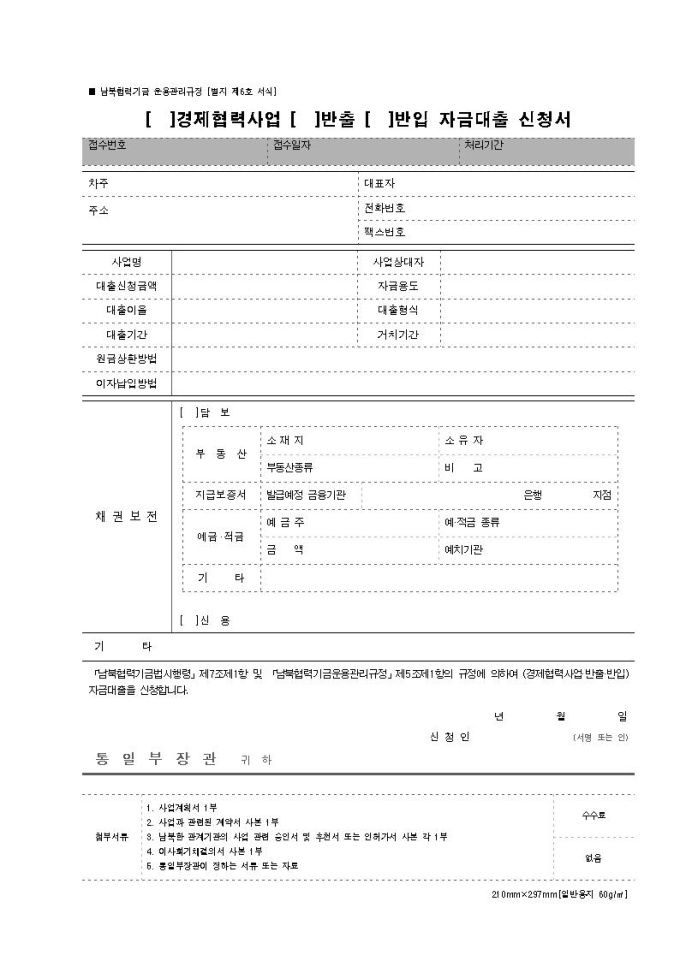 ■ 남북협력기금 운용관리규정 [별지 제6호 서식]
[ ]경제협력사업 [ ]반출 [ ]반입 자금대출 신청서
접수번호 접수일자 처리기간
차주 대표자
주소 전화번호
팩스번호
사업명 사업상대자
대출신청금액 자금용도
대출이율 대출형식
대출기간 거치기간
원금상환방법
이자납입방법
[ ]담 보
부 동 산 소 재 지 소 유 자
부동산종류 비 고
지급보증서 발급예정 금융기관 은행 지점
채 권 보 전
예금·적금 예 금 주 예·적금 종류
금 액 예치기관
기 타
[ ]신 용
기 타
「남북협력기금법시행령」 제7조제1항 및 「남북협력기금운용관리규정」 제5조제1항의 규정에 의하여 (경제협력사업·반출·반입)
자금대출을 신청합니다.
년 월 일
신 청 인 (서명 또는 인)
통 일 부 장 관 귀 하
첨부서류
1. 사업계획서 1부
2. 사업과 관련된 계약서 사본 1부
3. 남북한 관계기관의 사업 관련 승인서 및 추천서 또는 인허가서 사본 각 1부
4. 이사회기채결의서 사본 1부
5. 통일부장관이 정하는 서류 또는 자료
수수료
없음
210mm×297mm[일반용지 60g/㎡]